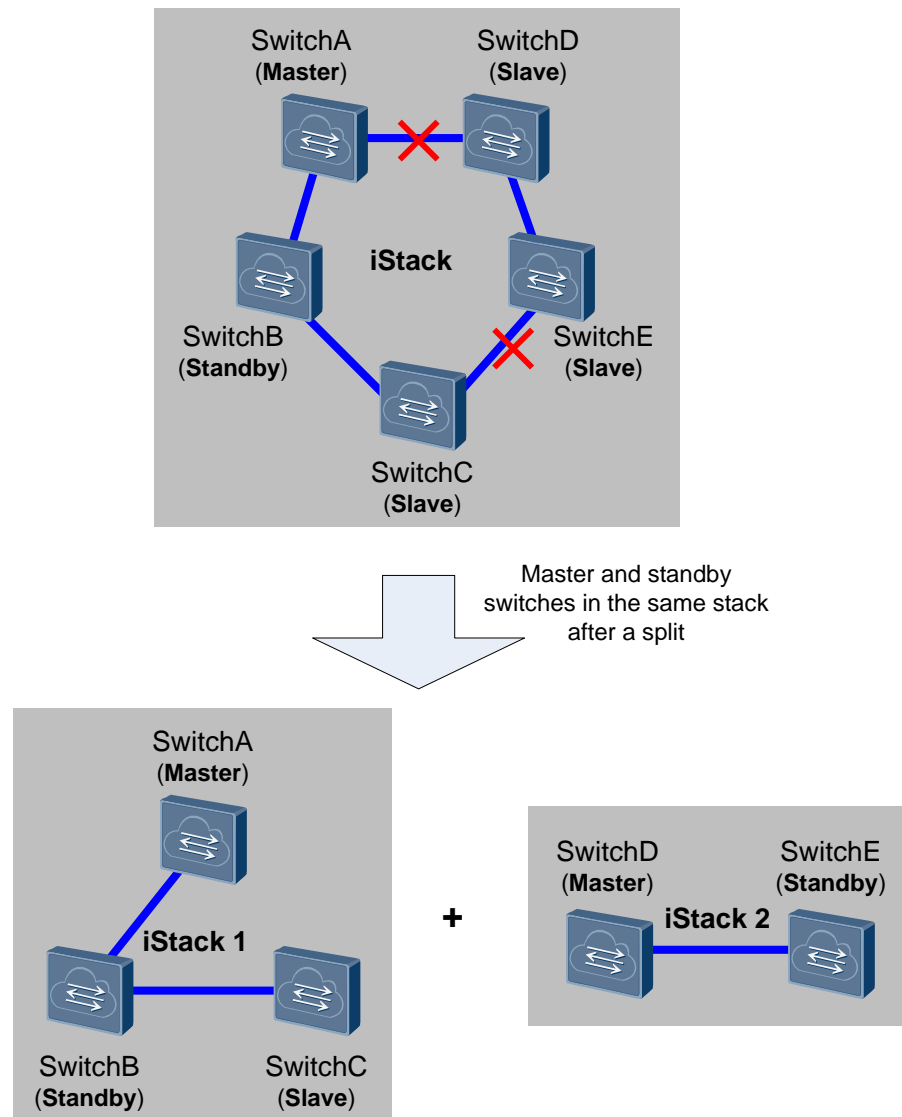 SwitchA
(Master)
SwitchD
(Slave)
iStack
SwitchB
(Standby)
SwitchE
(Slave)
SwitchC
(Slave)
Master and standby
switches in the same stack
after a split
SwitchA
(Master)
iStack 1
SwitchB
(Standby)
SwitchC
(Slave)
+
SwitchD
(Master)
SwitchE
(Standby)
iStack 2